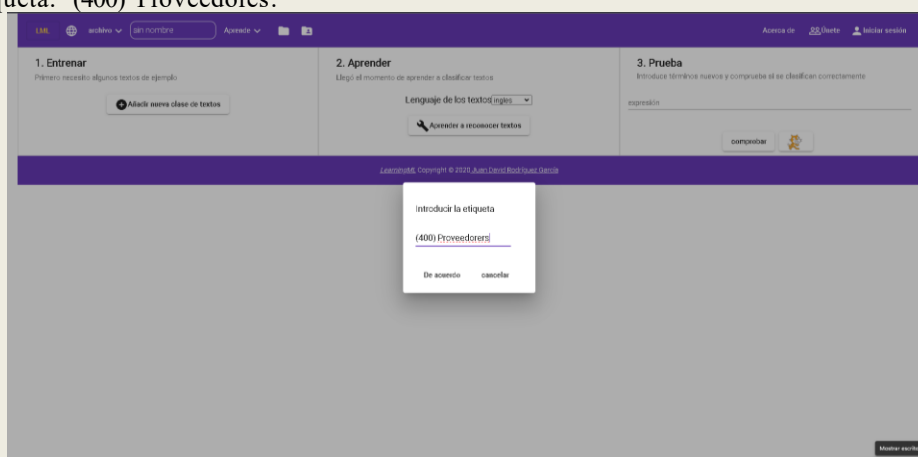 queta: "(400) Proveedores".
LML archivo sin nombre Aprende Acerca de Únete Iniciar sesión
1. Entrenar
Primero necesito algunos textos de ejemplo
Añadir nueva clase de textos
2. Aprender
Llegó el momento de aprender a clasificar textos
Lenguaje de los textos ingles
Aprender a reconocer textos
3. Prueba
Introduce términos nuevos y comprueba si se clasifican correctamente
expresión
comprobar
LearningML Copyright © 2020 Juan David Rodríguez García
Introducir la etiqueta
(400) Proveedorers
De acuerdo cancelar
Mostrar escrito